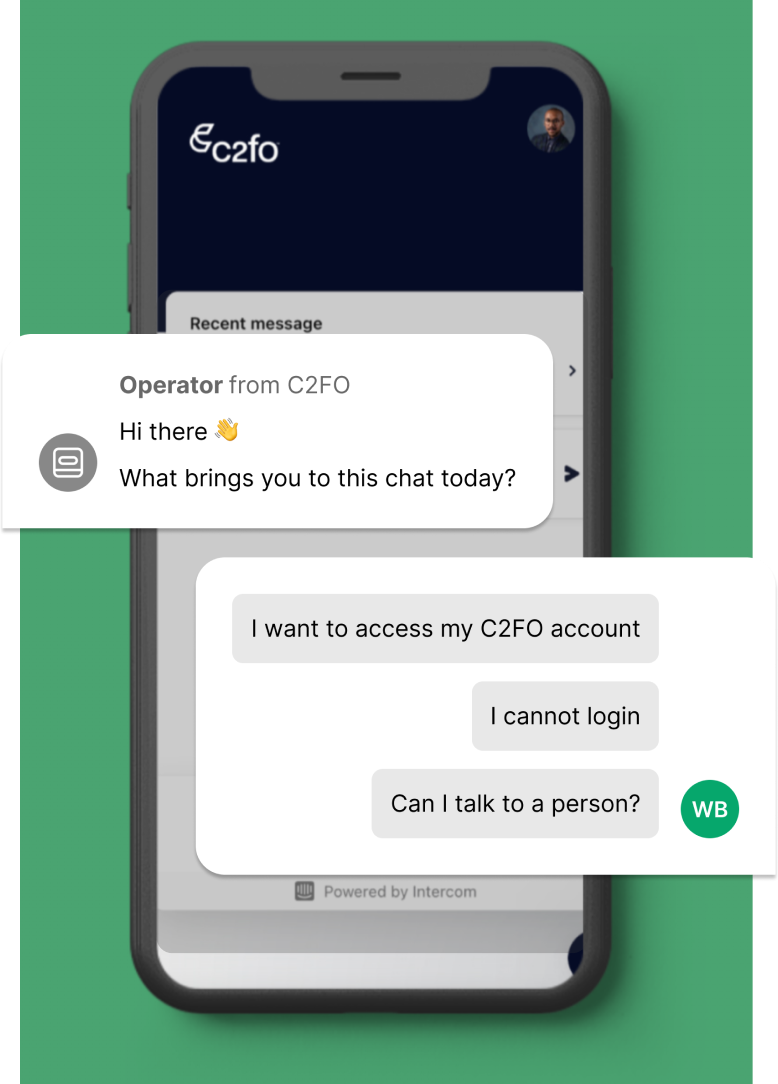 c2fo
Recent message
Operator from C2FO
Hi there 👋
What brings you to this chat today?
I want to access my C2FO account
I cannot login
Can I talk to a person?
WB
Powered by Intercom